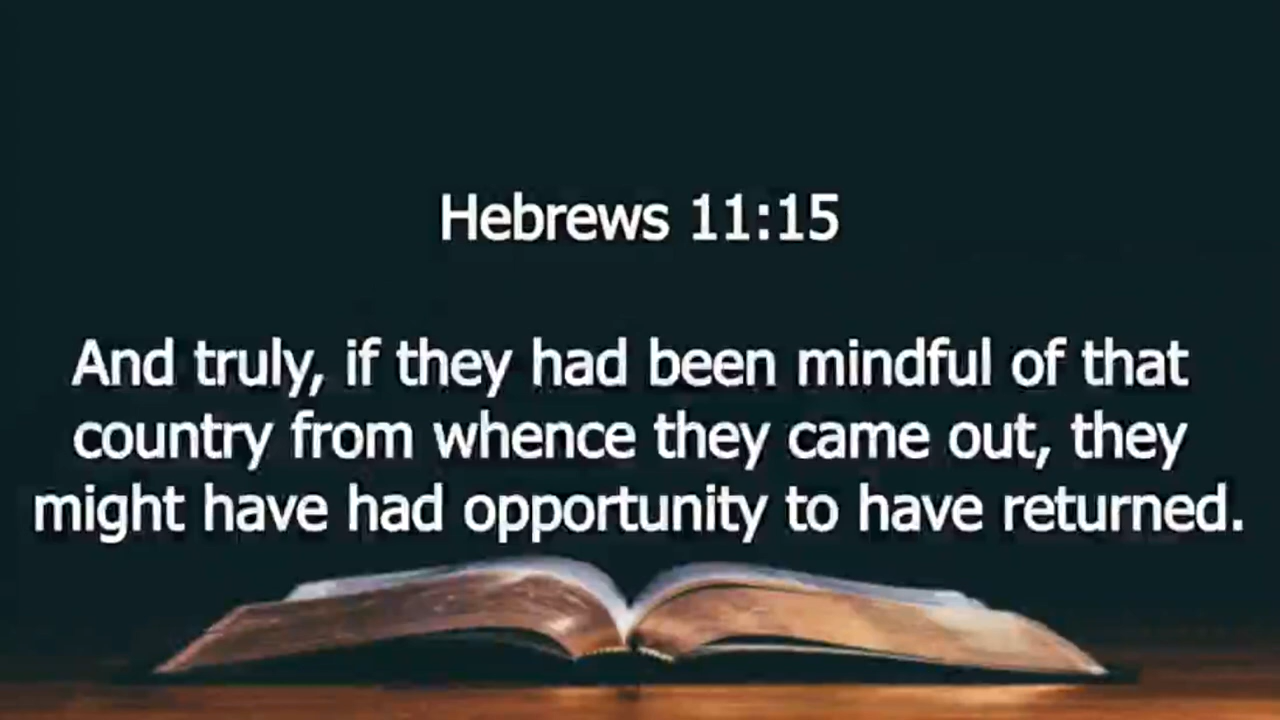 Hebrews 11:15
And truly, if they had been mindful of that
country from whence they came out, they
might have had opportunity to have returned.